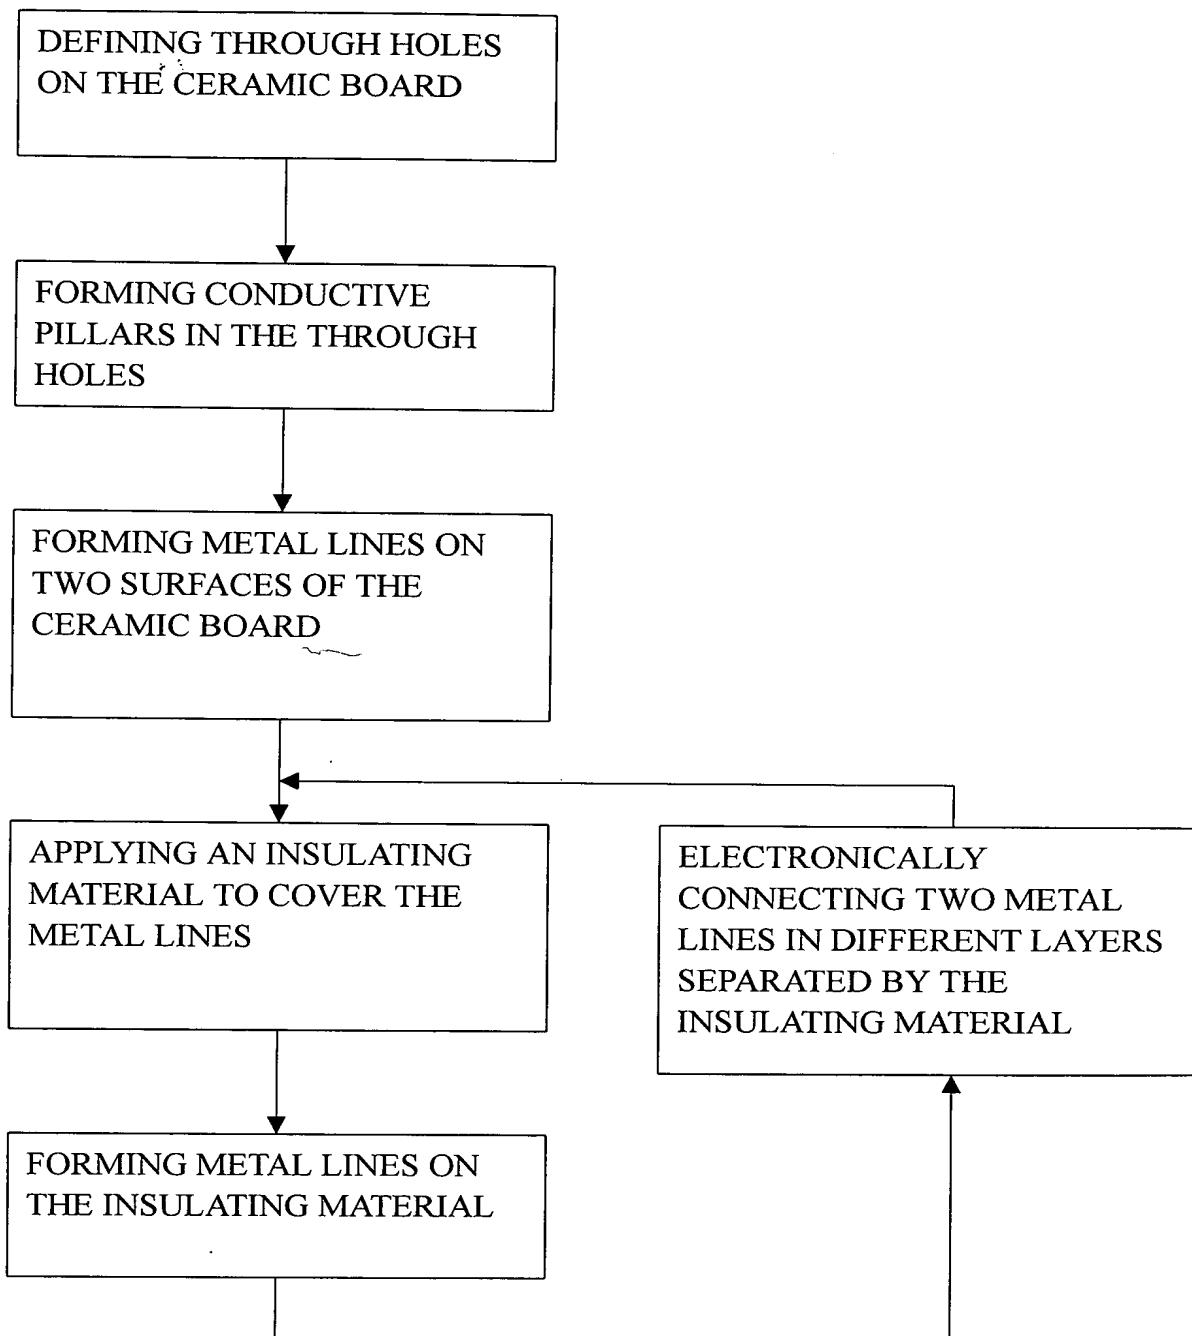 DEFINING THROUGH HOLES
ON THE CERAMIC BOARD
FORMING CONDUCTIVE
PILLARS IN THE THROUGH
HOLES
FORMING METAL LINES ON
TWO SURFACES OF THE
CERAMIC BOARD
APPLYING AN INSULATING
MATERIAL TO COVER THE
METAL LINES
ELECTRONICALLY
CONNECTING TWO METAL
LINES IN DIFFERENT LAYERS
SEPARATED BY THE
INSULATING MATERIAL
FORMING METAL LINES ON
THE INSULATING MATERIAL